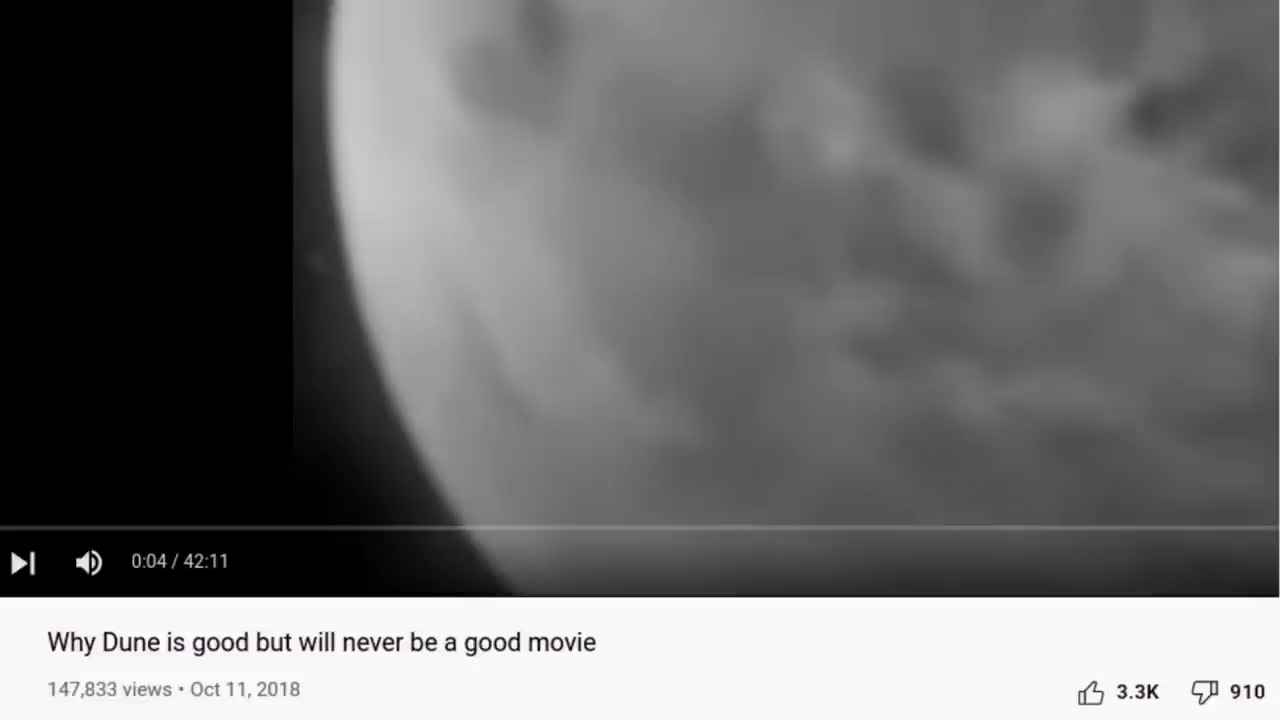 0:04 / 42:11
Why Dune is good but will never be a good movie
147,833 views • Oct 11, 2018
3.3K
910